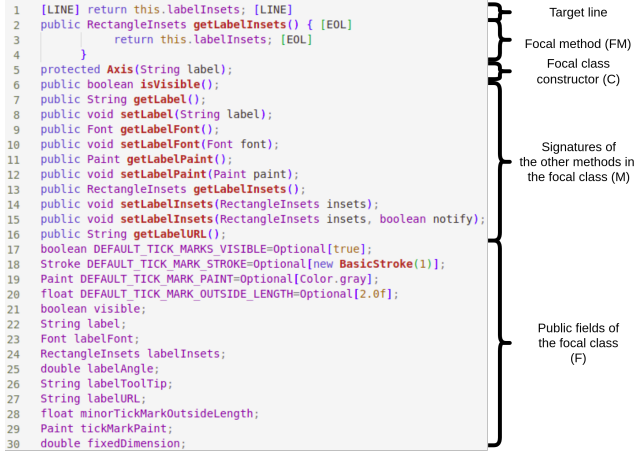 1 [LINE] return this.labelInsets; [LINE]
2 public RectangleInsets getLabelInsets() { [EOL]
3 return this.labelInsets; [EOL]
4 }
5 protected Axis(String label);
6 public boolean isVisible();
7 public String getLabel();
8 public void setLabel(String label);
9 public Font getLabelFont();
10 public void setLabelFont(Font font);
11 public Paint getLabelPaint();
12 public void setLabelPaint(Paint paint);
13 public RectangleInsets getLabelInsets();
14 public void setLabelInsets(RectangleInsets insets);
15 public void setLabelInsets(RectangleInsets insets, boolean notify);
16 public String getLabelURL();
17 boolean DEFAULT_TICK_MARKS_VISIBLE=Optional[true];
18 Stroke DEFAULT_TICK_MARK_STROKE=Optional[new BasicStroke(1)];
19 Paint DEFAULT_TICK_MARK_PAINT=Optional[Color.gray];
20 float DEFAULT_TICK_MARK_OUTSIDE_LENGTH=Optional[2.0f];
21 boolean visible;
22 String label;
23 Font labelFont;
24 RectangleInsets labelInsets;
25 double labelAngle;
26 String labelToolTip;
27 String labelURL;
28 float minorTickMarkOutsideLength;
29 Paint tickMarkPaint;
30 double fixedDimension;
Target line
Focal method (FM)
Focal class
constructor (C)
Signatures of
the other methods in
the focal class (M)
Public fields of
the focal class
(F)